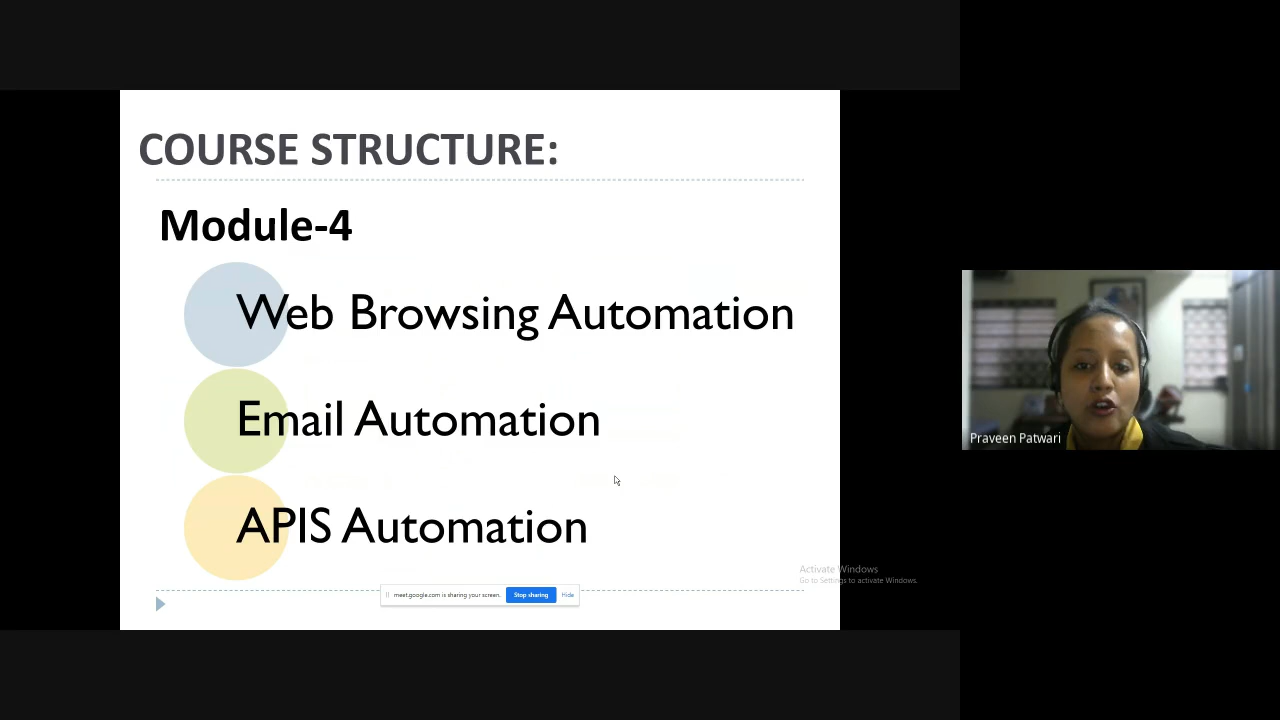 COURSE STRUCTURE:
Module-4
Web Browsing Automation
Email Automation
APIS Automation
Activate Windows
Go to Settings to activate Windows.
meet.google.com is sharing your screen. Stop sharing Hide
Praveen Patwari